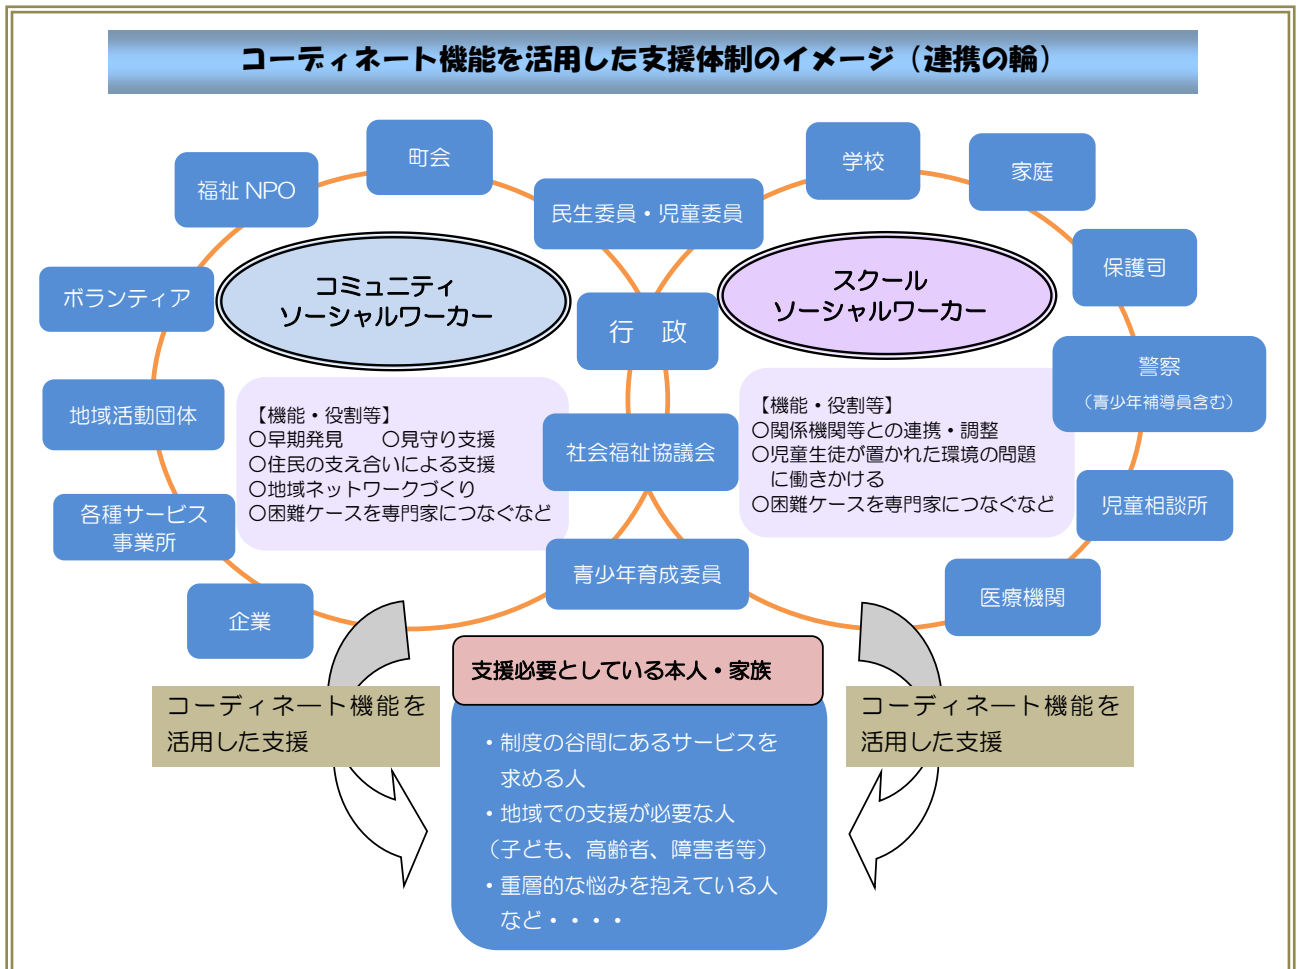 コーディネート機能を活用した支援体制のイメージ（連携の輪）
町会
学校
福祉 NPO
家庭
民生委員・児童委員
保護司
ボランティア
コミュニティ
ソーシャルワーカー
スクール
ソーシャルワーカー
行　政
警察
（青少年補導員含む）
地域活動団体
【機能・役割等】
○早期発見　　○見守り支援
○住民の支え合いによる支援
○地域ネットワークづくり
○困難ケースを専門家につなぐなど
社会福祉協議会
【機能・役割等】
○関係機関等との連携・調整
○児童生徒が置かれた環境の問題
に働きかける
○困難ケースを専門家につなぐなど
児童相談所
各種サービス
事業所
青少年育成委員
医療機関
企業
支援必要としている本人・家族
コーディネート機能を
活用した支援
コーディネート機能を
活用した支援
・制度の谷間にあるサービスを
求める人
・地域での支援が必要な人
（子ども、高齢者、障害者等）
・重層的な悩みを抱えている人
など・・・・